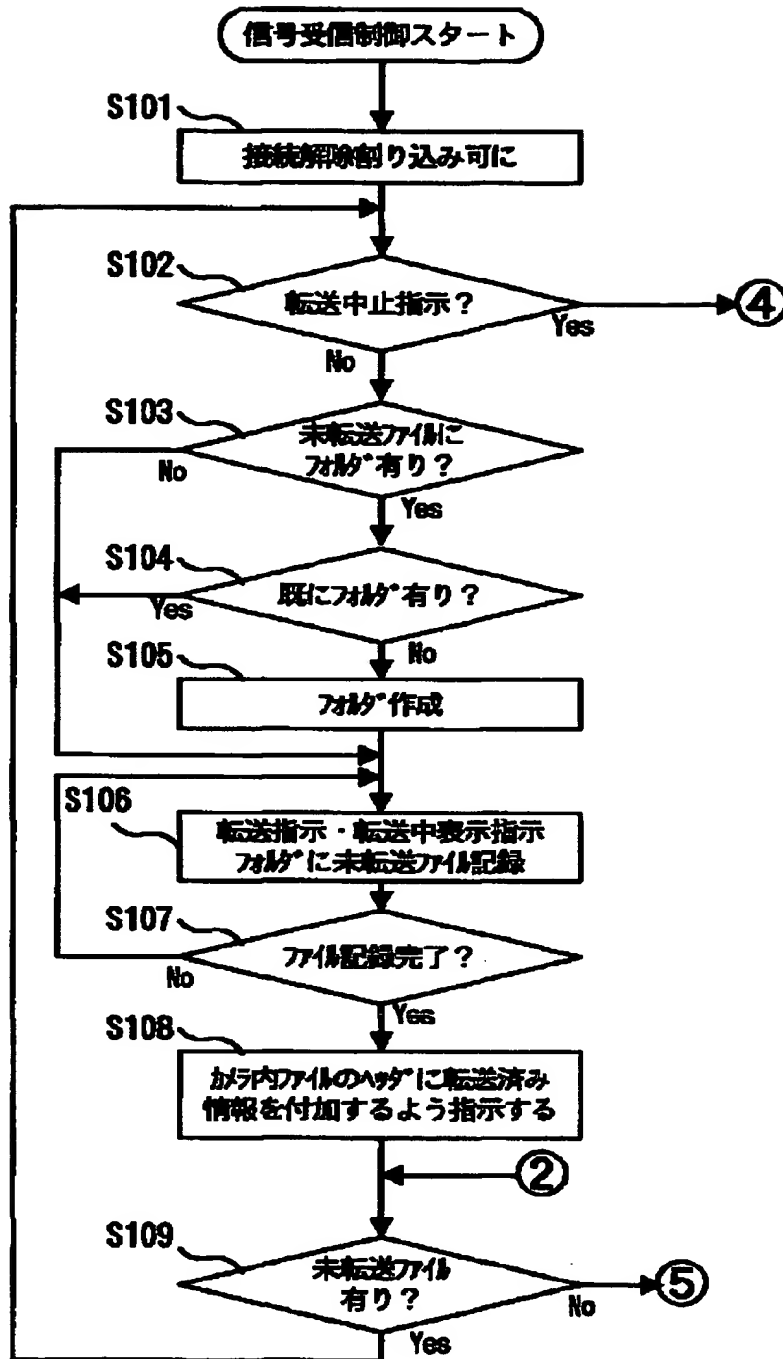 信号受信制御スタート
S101
接続解除割り込み可に
S102
転送中止指示？
Yes
④
No
S103
未転送ファイルに
フォルダ有り？
No
Yes
S104
既にフォルダ有り？
Yes
No
S105
フォルダ作成
S106
転送指示・転送中表示指示
フォルダに未転送ファイル記録
S107
ファイル記録完了？
No
Yes
S108
カメラ内ファイルのヘッダに転送済み
情報を付加するよう指示する
②
S109
未転送ファイル
有り？
No
⑤
Yes